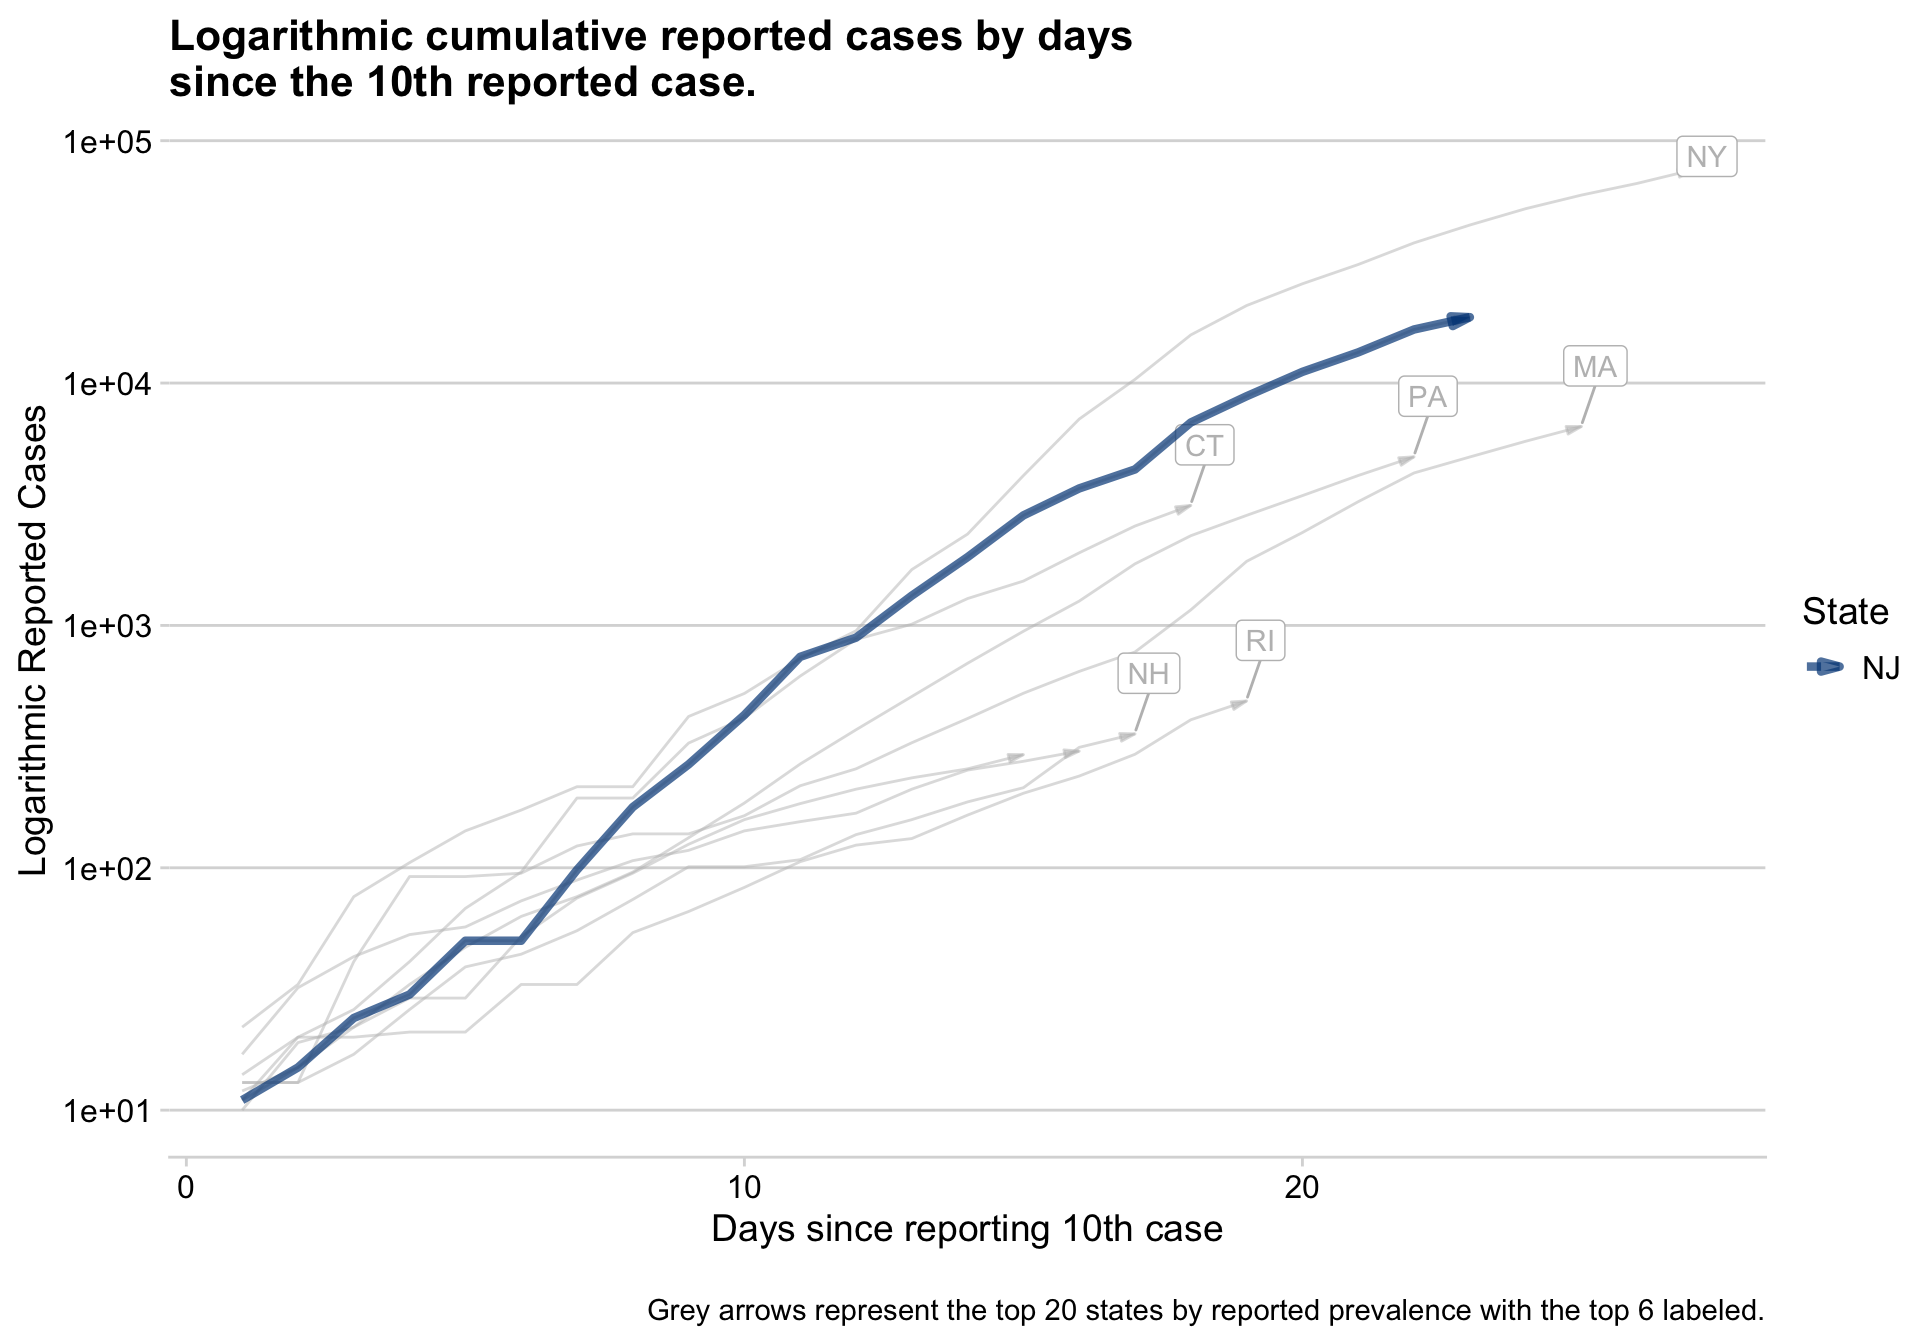 Logarithmic cumulative reported cases by days
since the 10th reported case.
1e+05
NY
MA
1e+04
PA
CT
1e+03
RI
NH
1e+02
1e+01
Logarithmic Reported Cases
State
NJ
0
10
20
Days since reporting 10th case
Grey arrows represent the top 20 states by reported prevalence with the top 6 labeled.